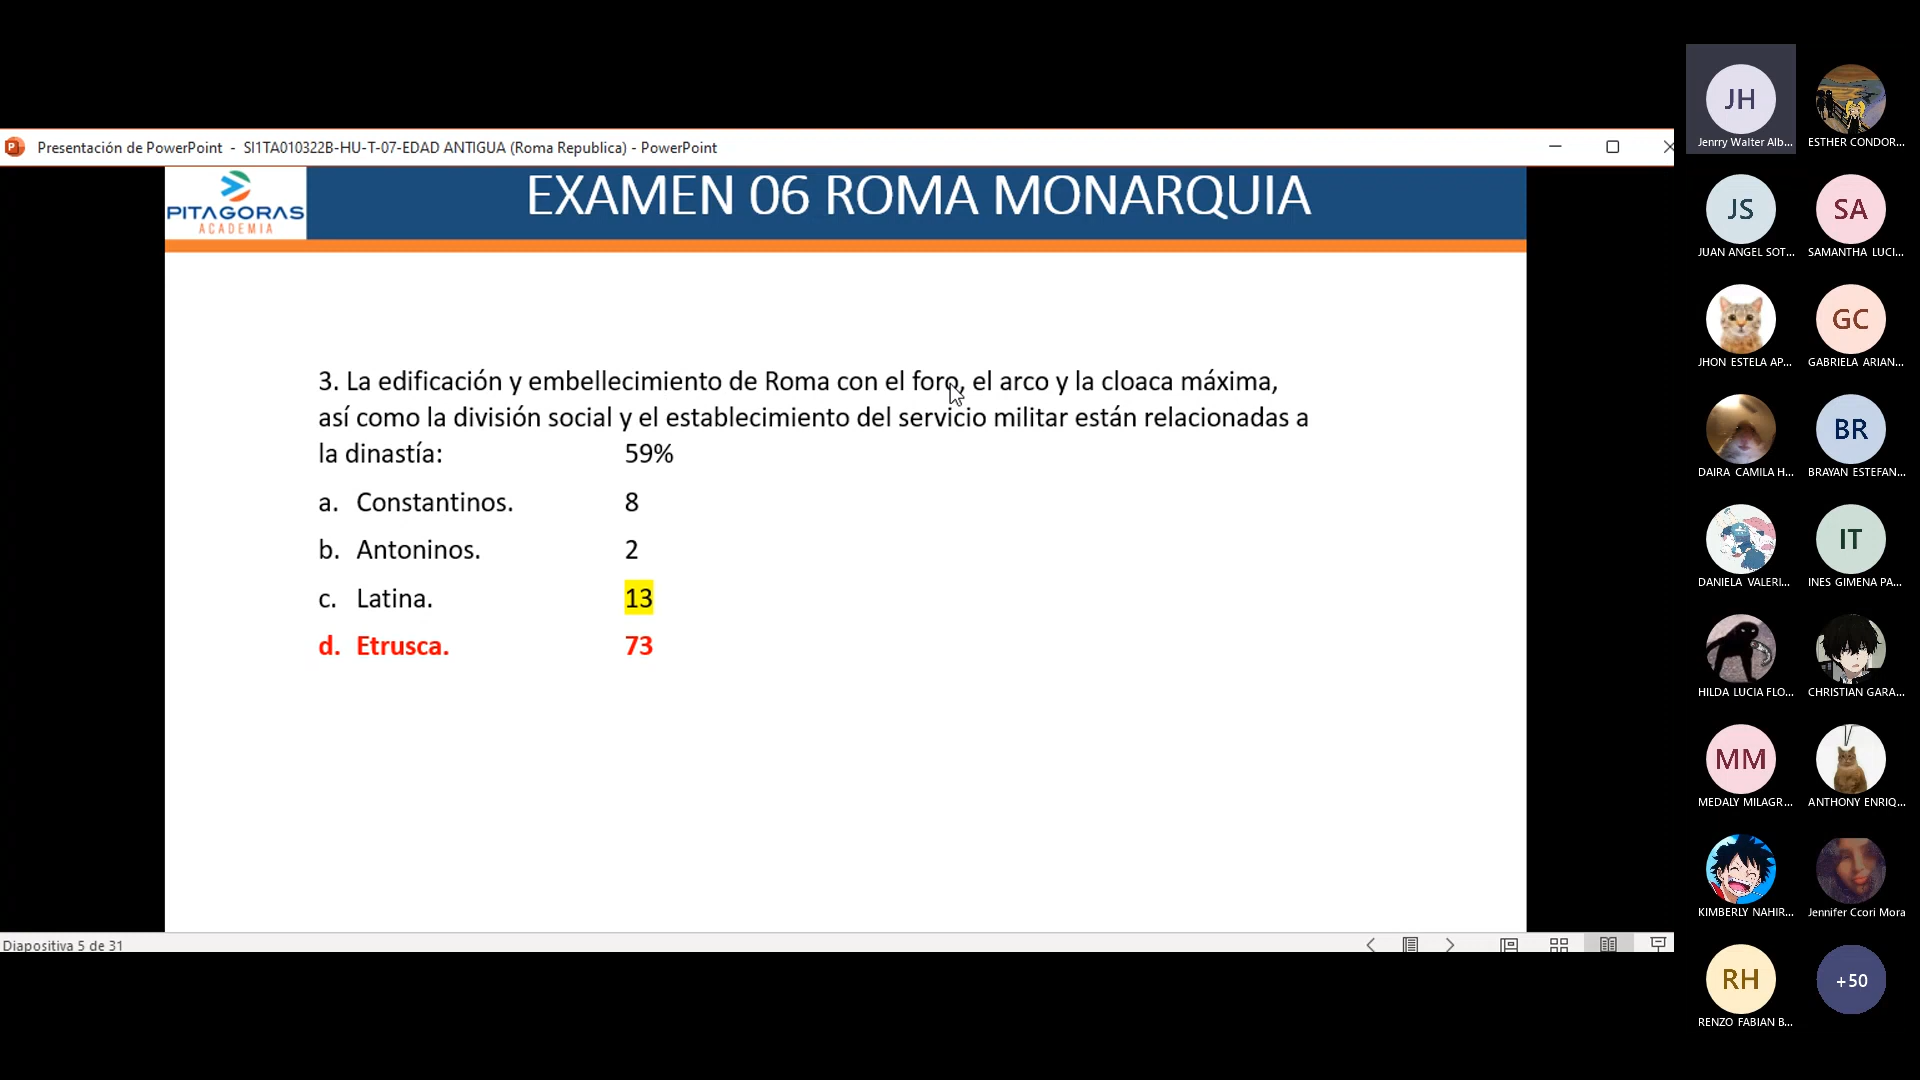 JH
Jenrry Walter Alb...
ESTHER CONDOR...
Presentación de PowerPoint - SI1TA010322B-HU-T-07-EDAD ANTIGUA (Roma Republica) - PowerPoint
PITAGORAS
ACADEMIA
EXAMEN 06 ROMA MONARQUIA
3. La edificación y embellecimiento de Roma con el foro, el arco y la cloaca máxima,
así como la división social y el establecimiento del servicio militar están relacionadas a
la dinastía: 59%
a. Constantinos. 8
b. Antoninos. 2
c. Latina. 13
d. Etrusca. 73
Diapositiva 5 de 31
JS
JUAN ANGEL SOT...
SA
SAMANTHA LUCI...
JHON ESTELA AP...
GC
GABRIELA ARIAN...
DAIRA CAMILA H...
BR
BRAYAN ESTEFAN...
DANIELA VALERI...
IT
INES GIMENA PA...
HILDA LUCIA FLO...
CHRISTIAN GARA...
MM
MEDALY MILAGR...
ANTHONY ENRIQ...
KIMBERLY NAHIR...
Jennifer Ccori Mora
RH
RENZO FABIAN B...
+50